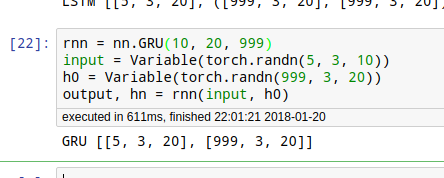 LSTM [[5, 3, 20], ([999, 3, 20], [999, 3, 20])
[22]: rnn = nn.GRU(10, 20, 999)
input = Variable(torch.randn(5, 3, 10))
h0 = Variable(torch.randn(999, 3, 20))
output, hn = rnn(input, h0)
executed in 611ms, finished 22:01:21 2018-01-20
GRU [[5, 3, 20], [999, 3, 20]]